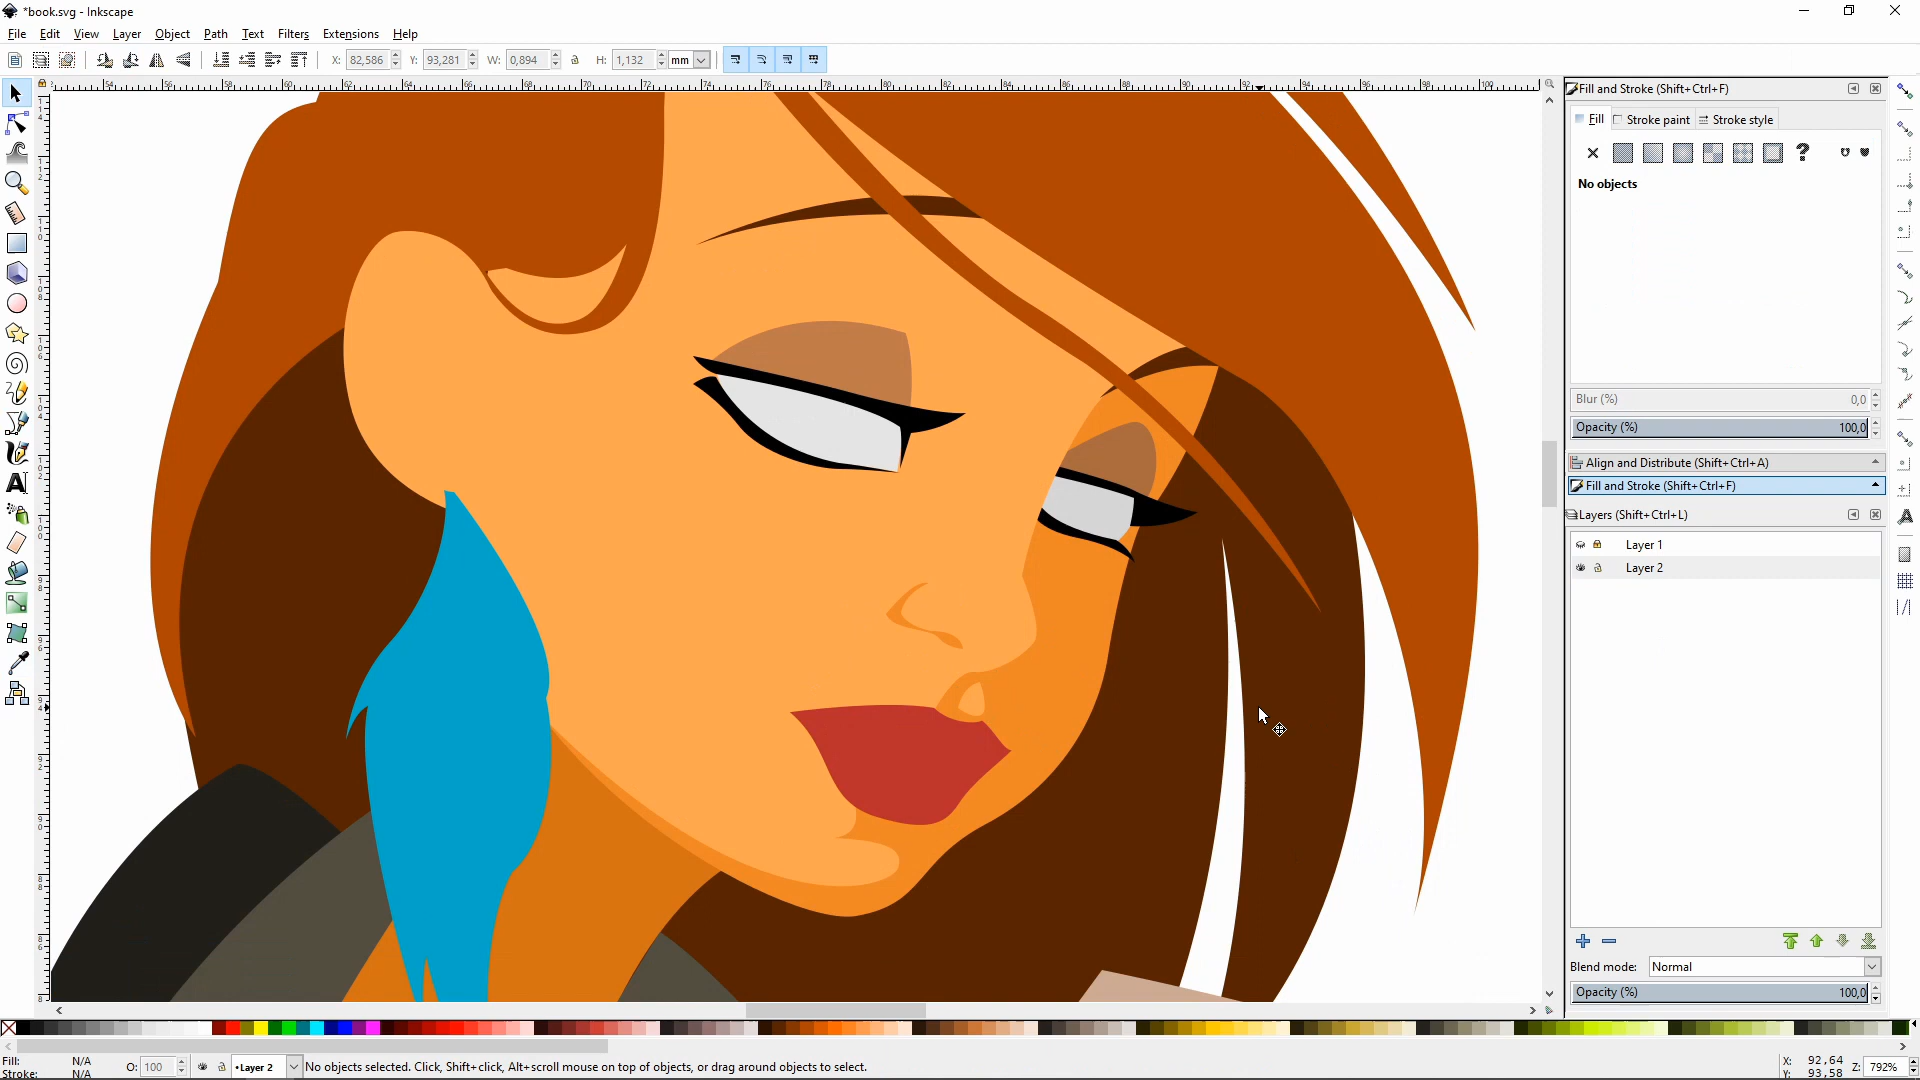 *book.svg - Inkscape
File Edit View Layer Object Path Text Filters Extensions Help
X: 82,586 Y: 93,281 W: 0,894 H: 1,132 mm
Fill and Stroke (Shift+Ctrl+F)
Fill Stroke paint Stroke style
No objects
Blur (%) 0,0
Opacity (%) 100,0
Align and Distribute (Shift+Ctrl+A)
Fill and Stroke (Shift+Ctrl+F)
Layers (Shift+Ctrl+L)
Layer 1
Layer 2
Blend mode: Normal
Opacity (%) 100,0
Fill: N/A
Stroke: N/A
O: 100
•Layer 2
No objects selected. Click, Shift+click, Alt+scroll mouse on top of objects, or drag around objects to select.
X: 92,64
Y: 93,58
Z: 792%